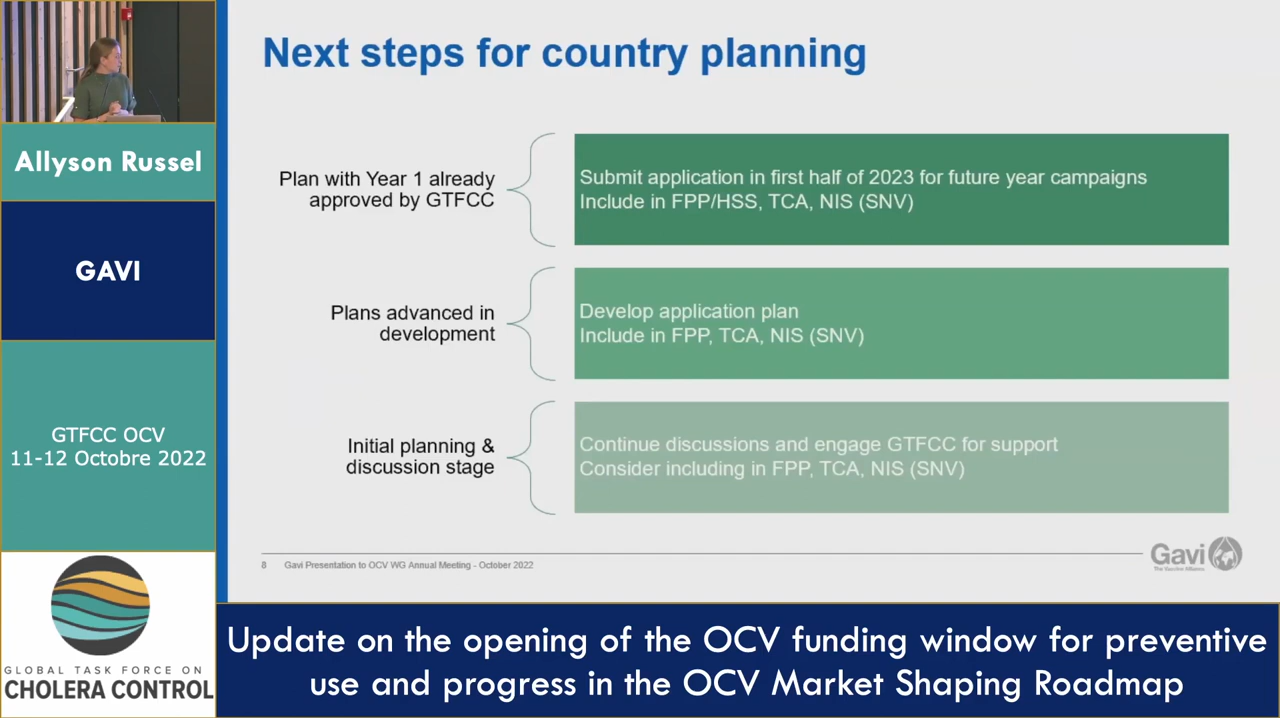 Allyson Russel
GAVI
GTFCC OCV
11-12 Octobre 2022
GLOBAL TASK FORCE ON
CHOLERA CONTROL
Next steps for country planning
Plan with Year 1 already
approved by GTFCC
Submit application in first half of 2023 for future year campaigns
Include in FPP/HSS, TCA, NIS (SNV)
Plans advanced in
development
Develop application plan
Include in FPP, TCA, NIS (SNV)
Initial planning &
discussion stage
Continue discussions and engage GTFCC for support
Consider including in FPP, TCA, NIS (SNV)
8 Gavi Presentation to OCV WG Annual Meeting - October 2022
Gavi
The Vaccine Alliance
Update on the opening of the OCV funding window for preventive
use and progress in the OCV Market Shaping Roadmap